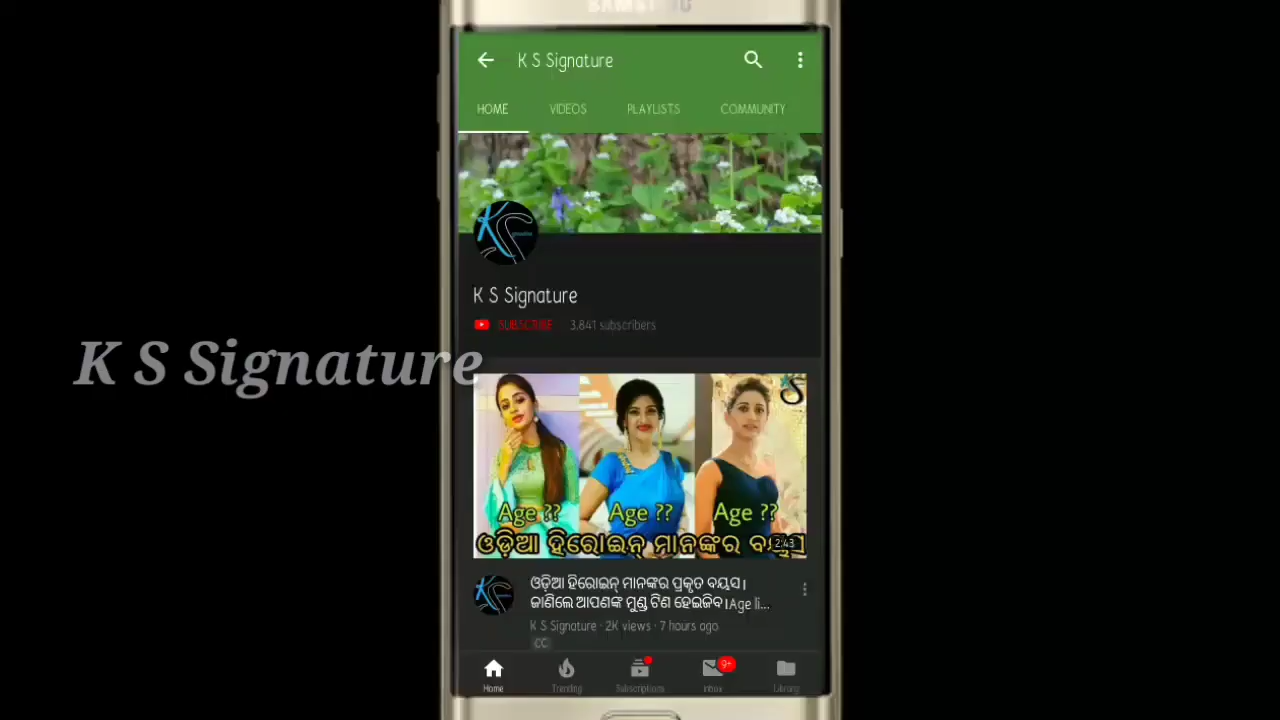 SAMSUNG
K S Signature
HOME VIDEOS PLAYLISTS COMMUNITY
K S Signature
SUBSCRIBE 3,841 subscribers
K S Signature
Age ?? Age ?? Age ??
ଓଡ଼ିଆ ହିରୋଇନ୍ ମାନଙ୍କର ବୟସ
2:43
ଓଡ଼ିଆ ହିରୋଇନ୍ ମାନଙ୍କର ପ୍ରକୃତ ବୟସ।
ଜାଣିଲେ ଆପଣଙ୍କ ମୁଣ୍ଡ ଟିଣ ହେଇଜିବ।Age li...
K S Signature · 2K views · 7 hours ago
CC
9+
Home Trending Subscriptions Inbox Library